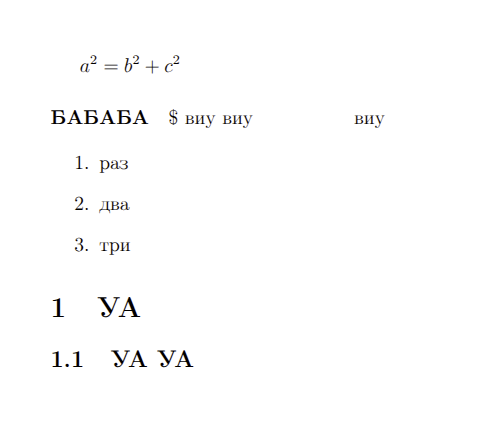 a² = b² + c²
БАБАБА $ виу виу виу
1. раз
2. два
3. три
1 УА
1.1 УА УА